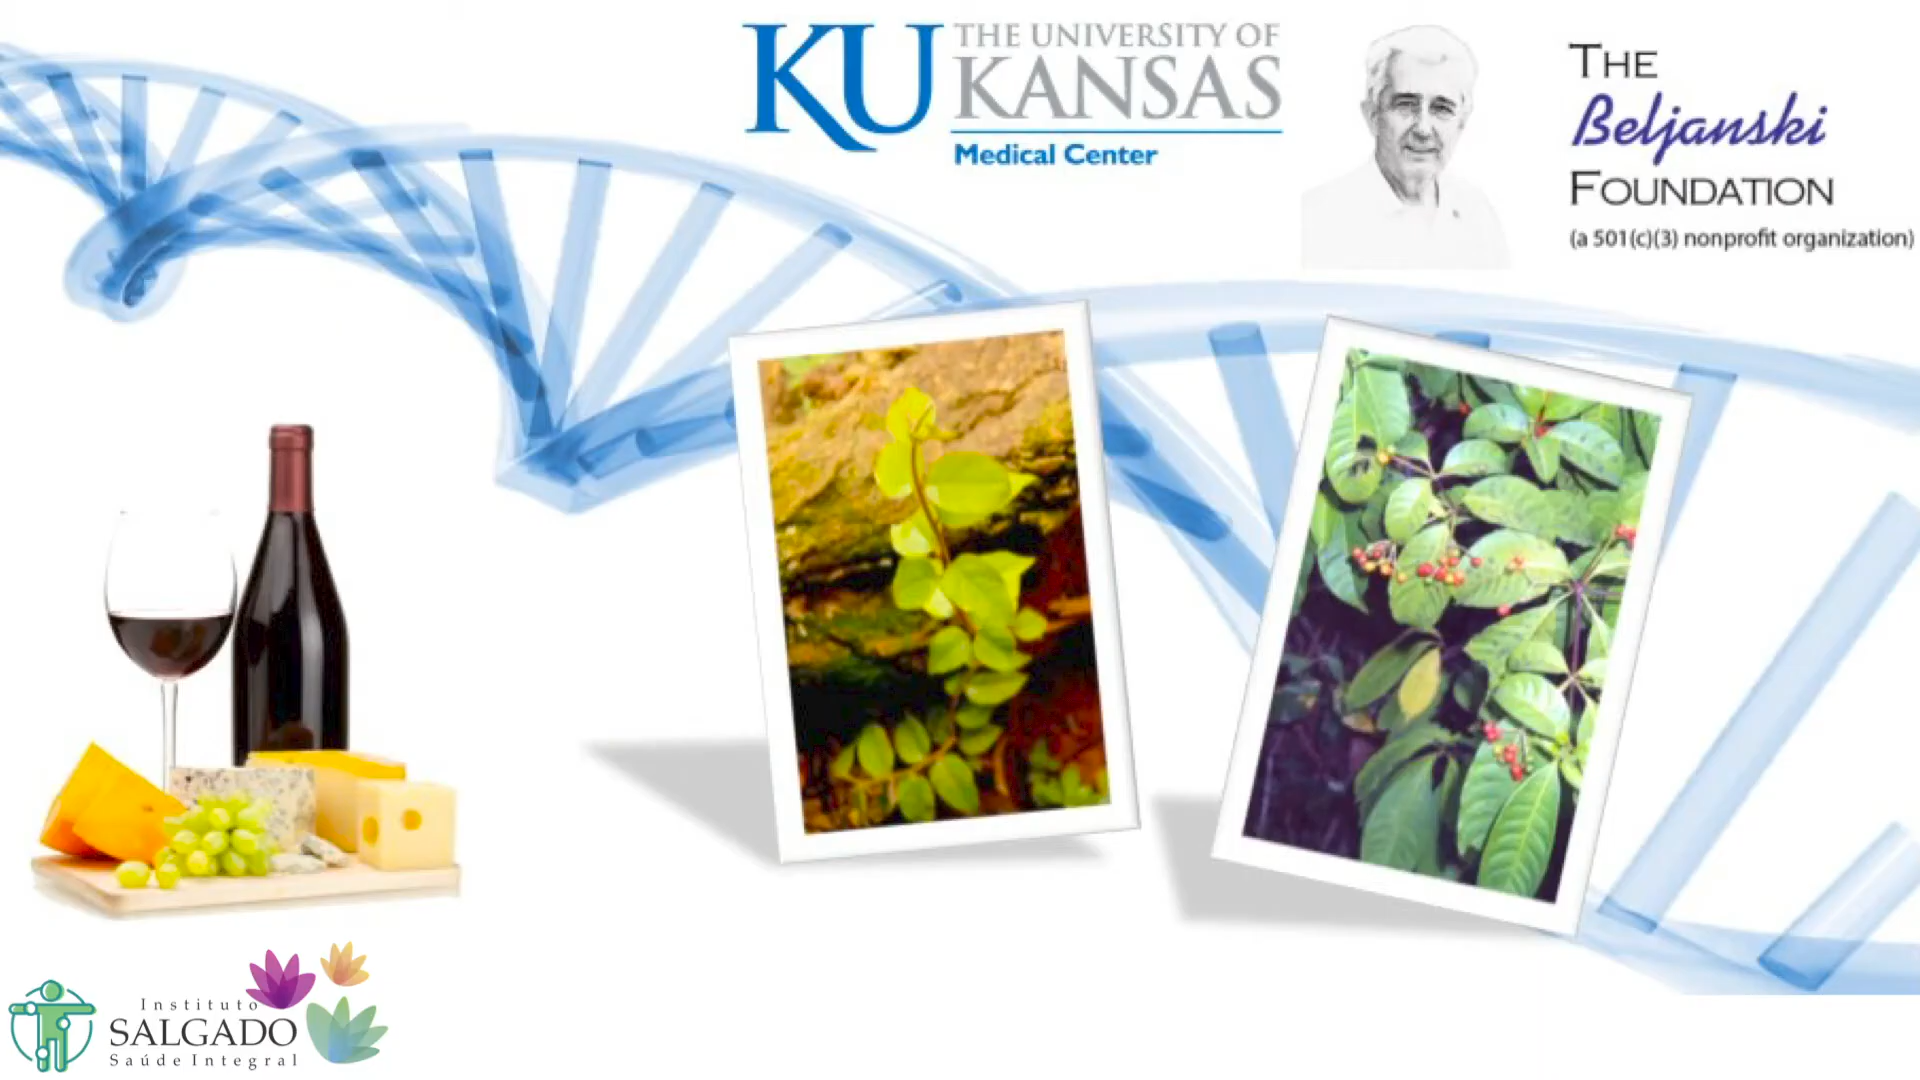 KU THE UNIVERSITY OF
KANSAS
Medical Center
THE
Beljanski
FOUNDATION
(a 501(c)(3) nonprofit organization)
Instituto
SALGADO
Saúde Integral